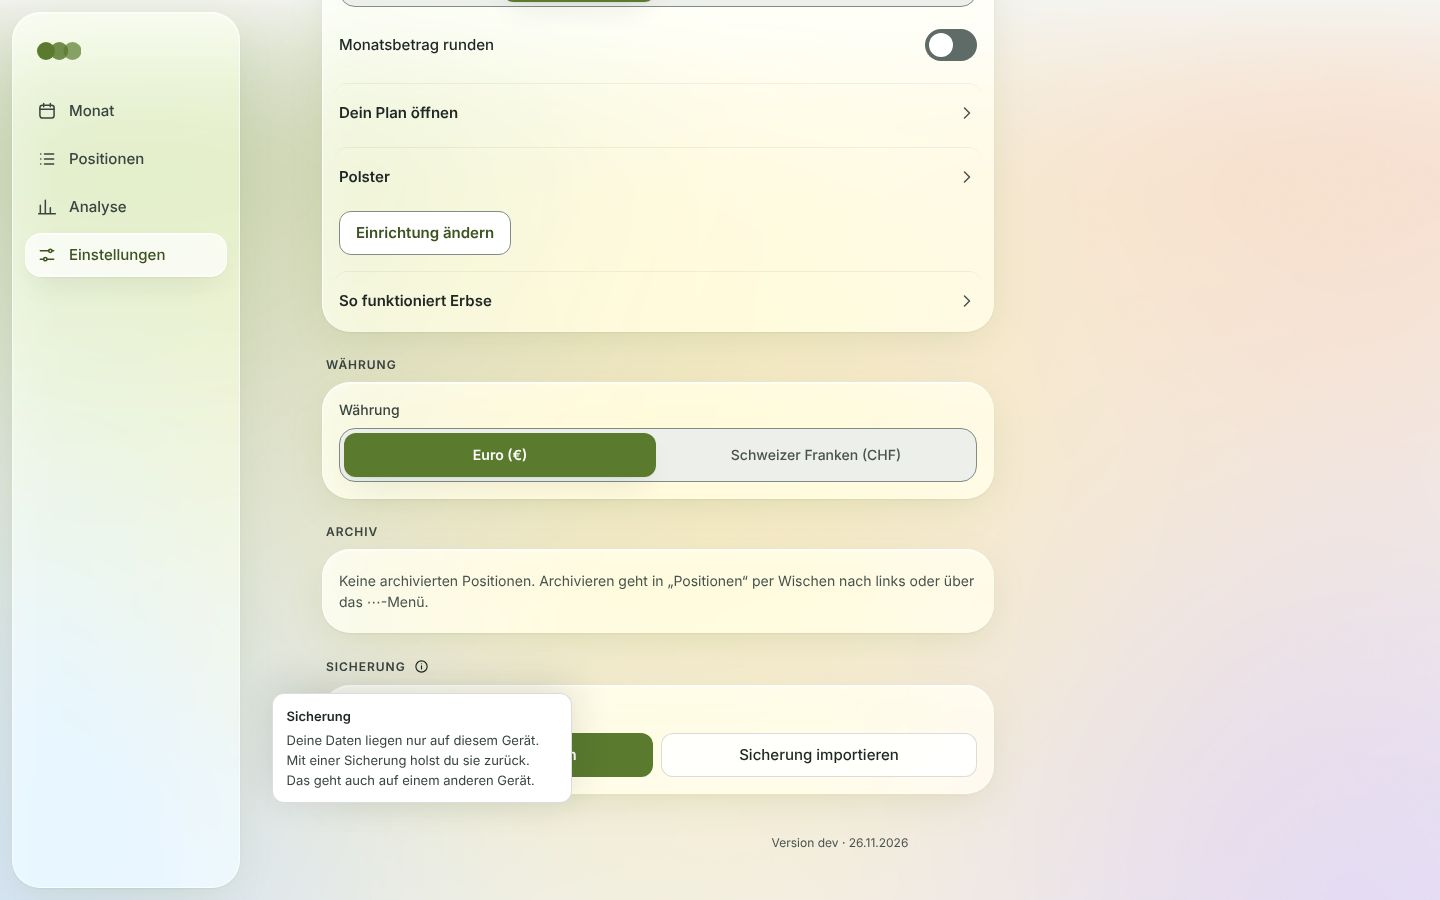 Monat
Positionen
Analyse
Einstellungen
Monatsbetrag runden
Dein Plan öffnen
Polster
Einrichtung ändern
So funktioniert Erbse
WÄHRUNG
Währung
Euro (€)
Schweizer Franken (CHF)
ARCHIV
Keine archivierten Positionen. Archivieren geht in „Positionen“ per Wischen nach links oder über
das ···-Menü.
SICHERUNG
Sicherung
Deine Daten liegen nur auf diesem Gerät.
Mit einer Sicherung holst du sie zurück.
Das geht auch auf einem anderen Gerät.
Sicherung importieren
Version dev · 26.11.2026